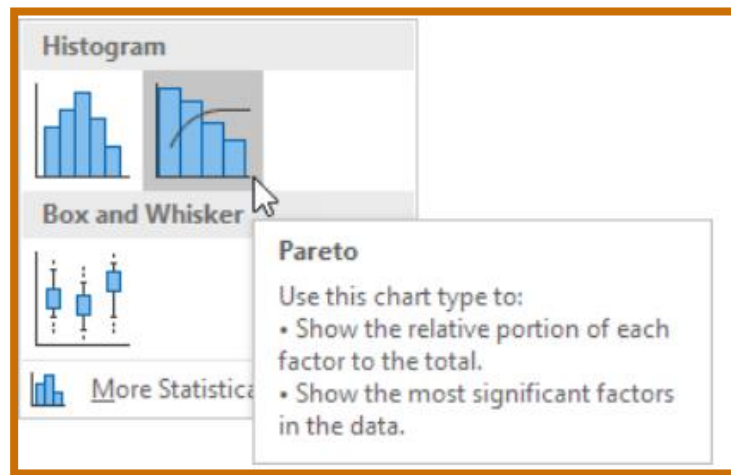 Histogram
Box and Whisker
Pareto
Use this chart type to:
• Show the relative portion of each
factor to the total.
• Show the most significant factors
in the data.
More Statistica